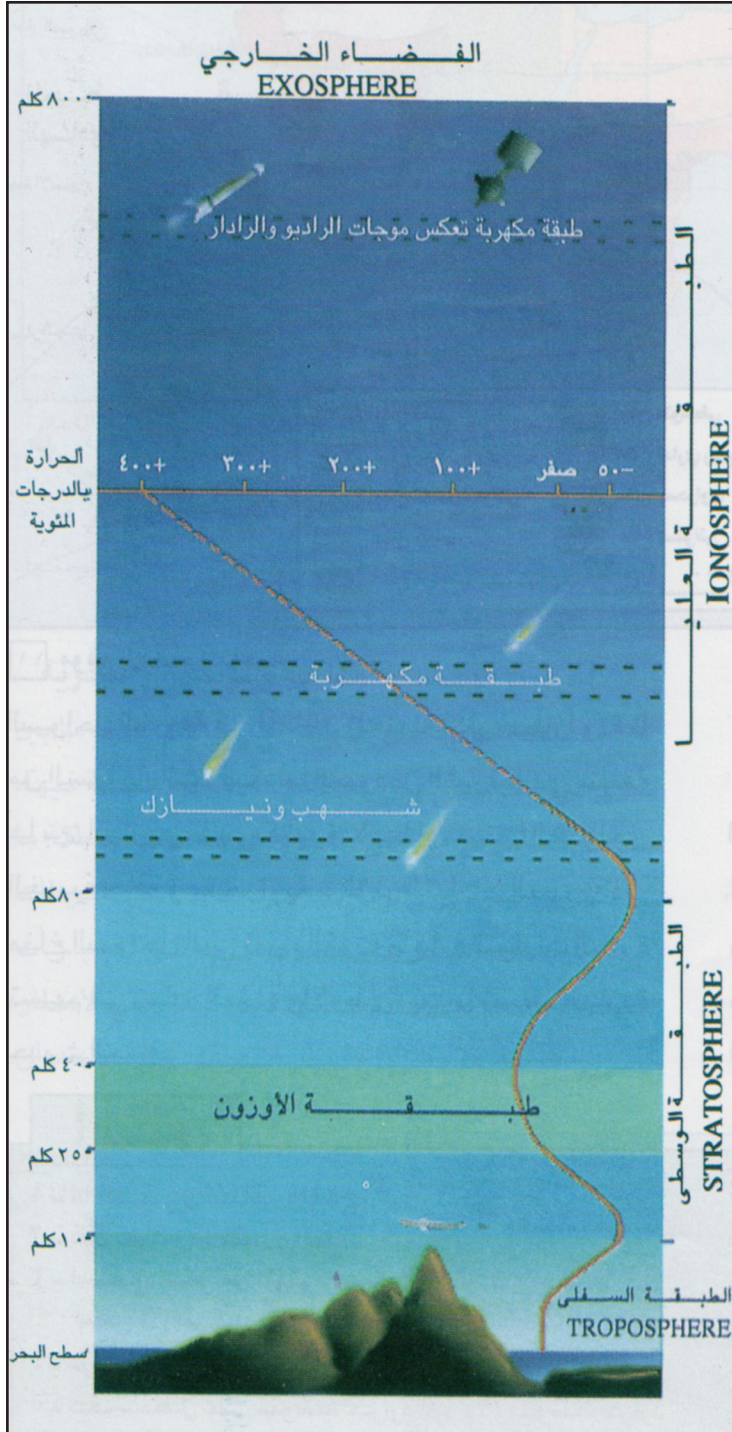 الفضاء الخارجي
EXOSPHERE
٨٠٠ كلم
طبقة مكهربة تعكس موجات الراديو والرادار
الطبقة العليا
IONOSPHERE
الحرارة
بالدرجات
المئوية
+٤٠٠ +٣٠٠ +٢٠٠ +١٠٠ صفر -٥٠
طبقة مكهربة
شهب ونيازك
٨٠ كلم
الطبقة الوسطى
STRATOSPHERE
٤٠ كلم
طبقة الأوزون
٢٥ كلم
١٠ كلم
الطبقة السفلى
TROPOSPHERE
سطح البحر